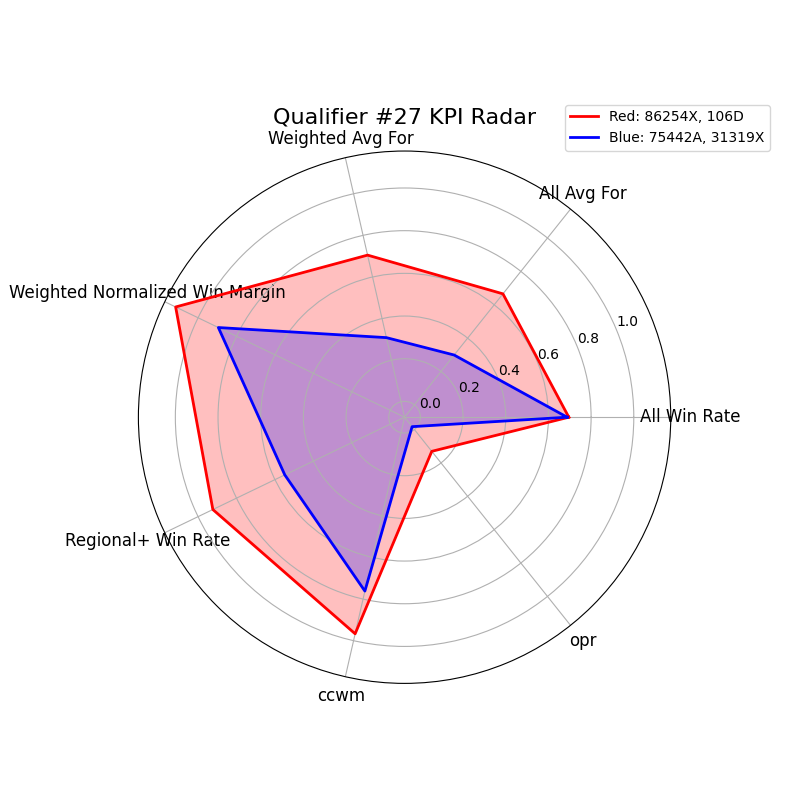 Qualifier #27 KPI Radar
Red: 86254X, 106D
Blue: 75442A, 31319X
Weighted Avg For
All Avg For
Weighted Normalized Win Margin
1.0
0.8
0.6
0.4
0.2
0.0
All Win Rate
Regional+ Win Rate
opr
ccwm